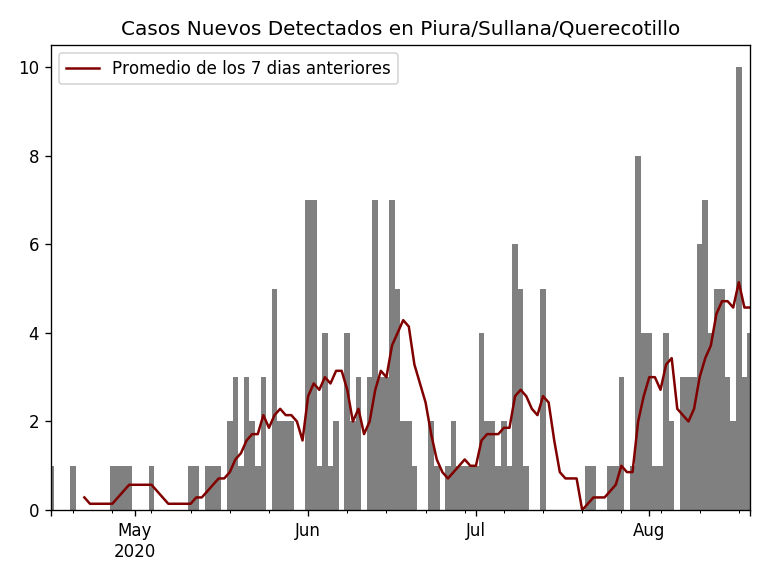 Casos Nuevos Detectados en Piura/Sullana/Querecotillo
Promedio de los 7 dias anteriores
10
8
6
4
2
0
May Jun Jul Aug
2020